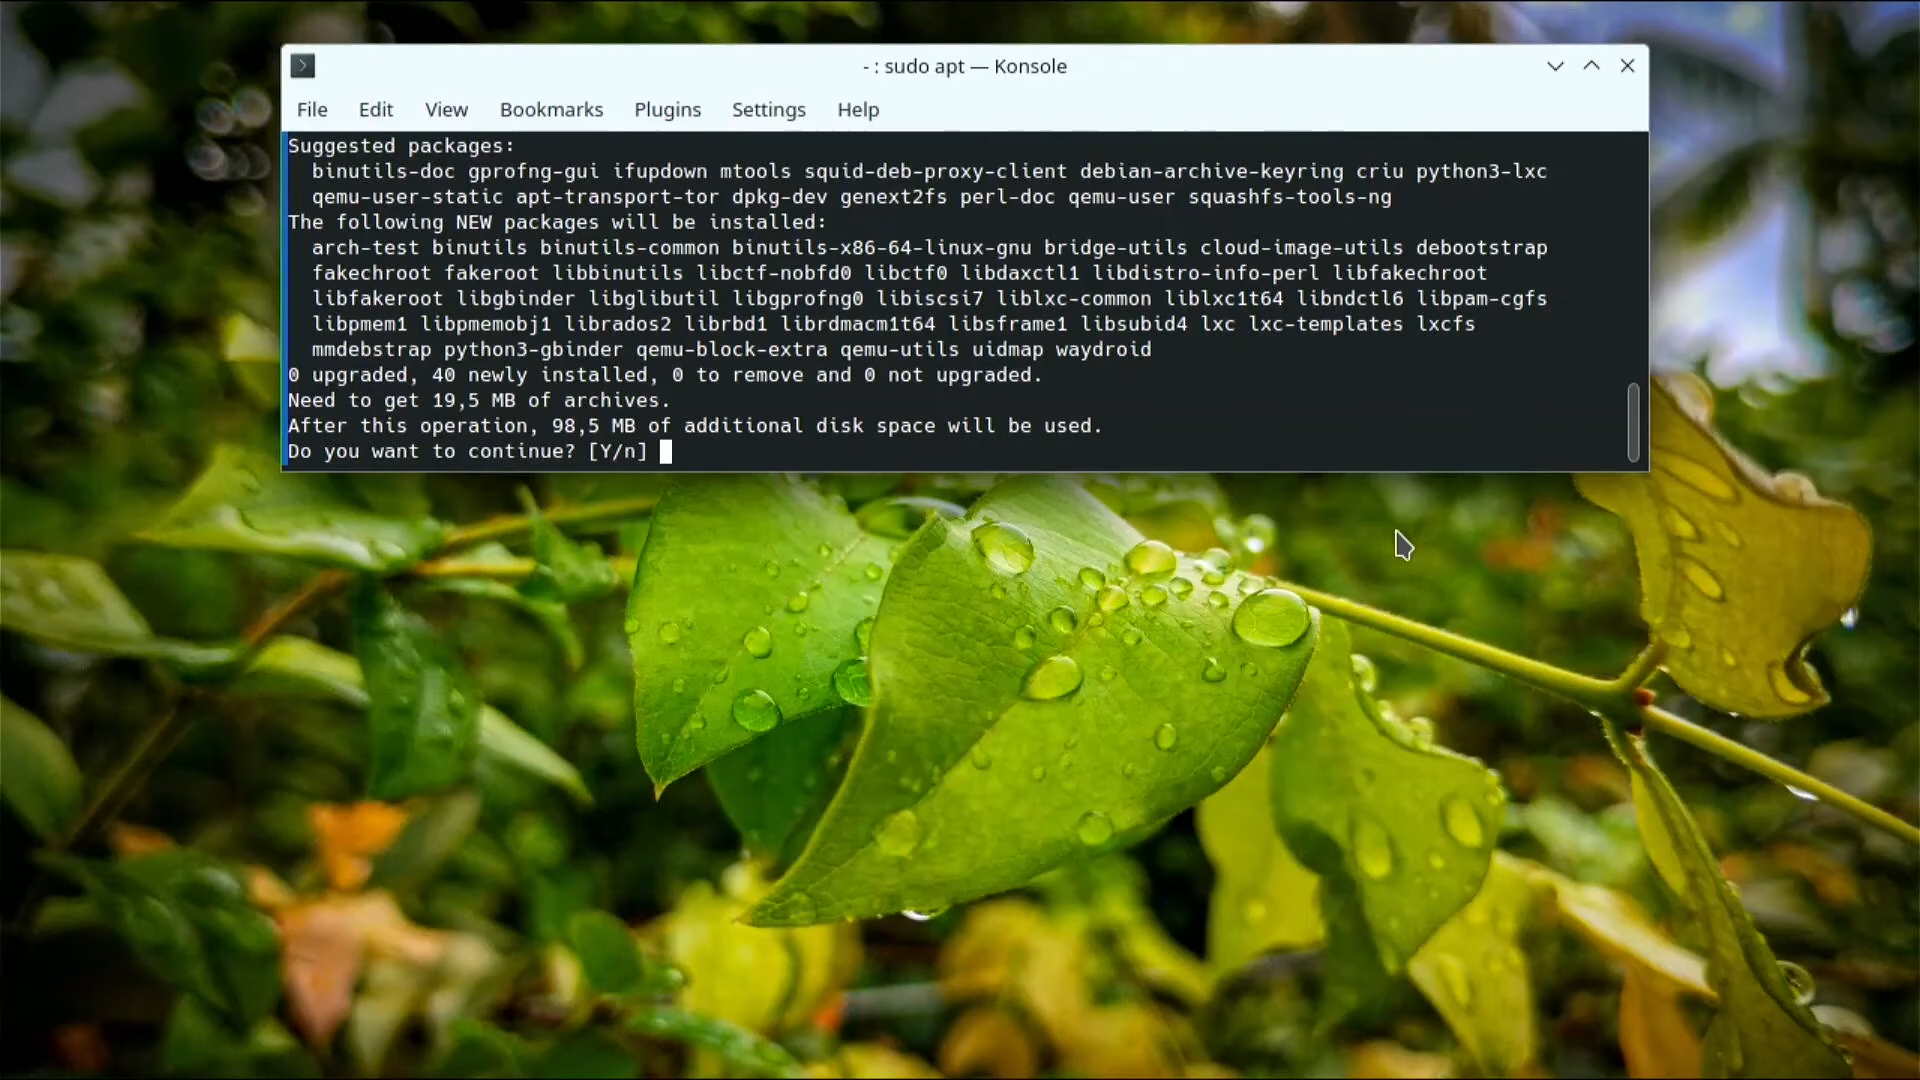 - : sudo apt — Konsole
File Edit View Bookmarks Plugins Settings Help
Suggested packages:
binutils-doc gprofng-gui ifupdown mtools squid-deb-proxy-client debian-archive-keyring criu python3-lxc
qemu-user-static apt-transport-tor dpkg-dev genext2fs perl-doc qemu-user squashfs-tools-ng
The following NEW packages will be installed:
arch-test binutils binutils-common binutils-x86-64-linux-gnu bridge-utils cloud-image-utils debootstrap
fakechroot fakeroot libbinutils libctf-nobfd0 libctf0 libdaxctl1 libdistro-info-perl libfakechroot
libfakeroot libgbinder libglibutil libgprofng0 libiscsi7 liblxc-common liblxc1t64 libndctl6 libpam-cgfs
libpmem1 libpmemobj1 librados2 librbd1 librdmacm1t64 libsframe1 libsubid4 lxc lxc-templates lxcfs
mmdebstrap python3-gbinder qemu-block-extra qemu-utils uidmap waydroid
0 upgraded, 40 newly installed, 0 to remove and 0 not upgraded.
Need to get 19,5 MB of archives.
After this operation, 98,5 MB of additional disk space will be used.
Do you want to continue? [Y/n]